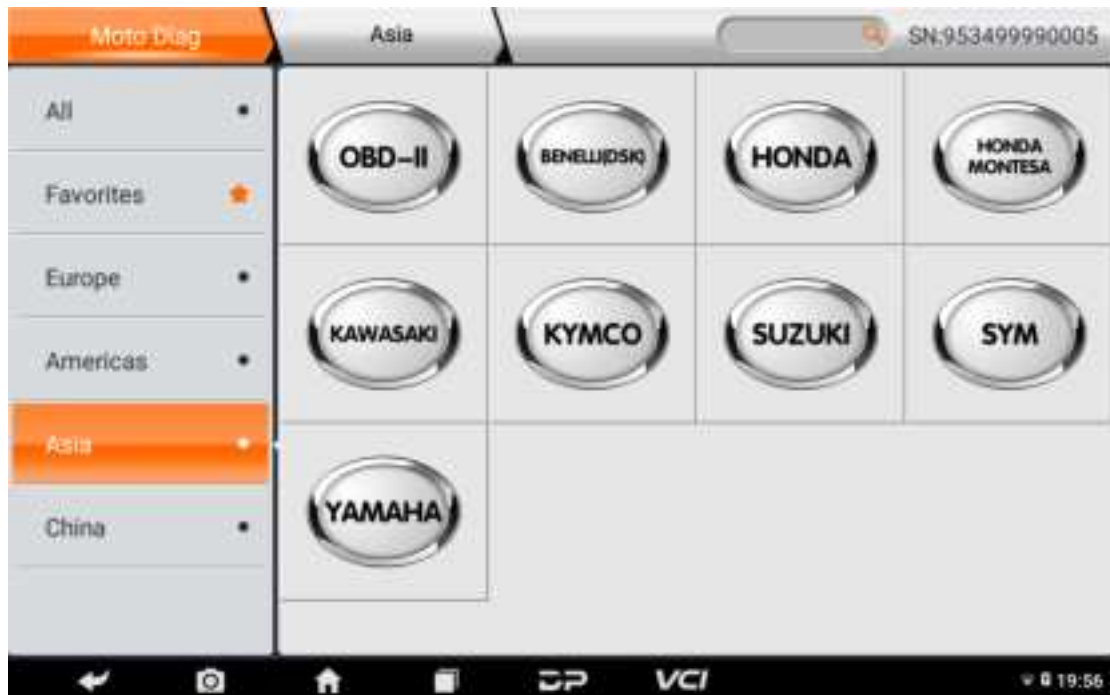 Moto Diag
Asia
SN:953499990005
All
Favorites
Europe
Americas
Asia
China
OBD-II
BENELLI(DSK)
HONDA
HONDA
MONTESA
KAWASAKI
KYMCO
SUZUKI
SYM
YAMAHA
DP
VCI
19:56